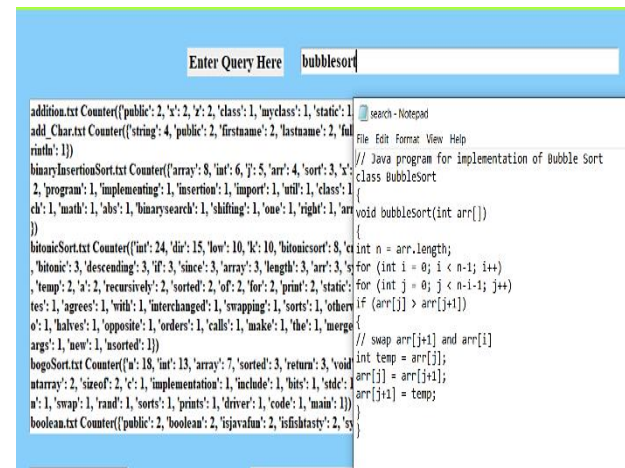 Enter Query Here
bubblesort
addition.txt Counter({'public': 2, 'x': 2, 'z': 2, 'class': 1, 'myclass': 1, 'static': 1
add_Char.txt Counter({'string': 4, 'public': 2, 'firstname': 2, 'lastname': 2, 'ful
rintln': 1})
binaryInsertionSort.txt Counter({'array': 8, 'int': 6, 'j': 5, 'arr': 4, 'sort': 3, 'x':
2, 'program': 1, 'implementing': 1, 'insertion': 1, 'import': 1, 'util': 1, 'class': 1
ch': 1, 'math': 1, 'abs': 1, 'binarysearch': 1, 'shifting': 1, 'one': 1, 'right': 1, 'arr
})
bitonicSort.txt Counter({'int': 24, 'dir': 15, 'low': 10, 'k': 10, 'bitonicsort': 8, 'c
, 'bitonic': 3, 'descending': 3, 'if': 3, 'since': 3, 'array': 3, 'length': 3, 'arr': 3, 'sy
, 'temp': 2, 'a': 2, 'recursively': 2, 'sorted': 2, 'of': 2, 'for': 2, 'print': 2, 'static':
tes': 1, 'agrees': 1, 'with': 1, 'interchanged': 1, 'swapping': 1, 'sorts': 1, 'otherw
o': 1, 'halves': 1, 'opposite': 1, 'orders': 1, 'calls': 1, 'make': 1, 'the': 1, 'merge
args': 1, 'new': 1, 'nsorted': 1})
bogoSort.txt Counter({'n': 18, 'int': 13, 'array': 7, 'sorted': 3, 'return': 3, 'void'
ntarray': 2, 'sizeof': 2, 'c': 1, 'implementation': 1, 'include': 1, 'bits': 1, 'stdc': 1
n': 1, 'swap': 1, 'rand': 1, 'sorts': 1, 'prints': 1, 'driver': 1, 'code': 1, 'main': 1})
boolean.txt Counter({'public': 2, 'boolean': 2, 'isjavafun': 2, 'isfishtasty': 2, 'sy
search - Notepad
File Edit Format View Help
// Java program for implementation of Bubble Sort
class BubbleSort
{
void bubbleSort(int arr[])
{
int n = arr.length;
for (int i = 0; i < n-1; i++)
for (int j = 0; j < n-i-1; j++)
if (arr[j] > arr[j+1])
{
// swap arr[j+1] and arr[i]
int temp = arr[j];
arr[j] = arr[j+1];
arr[j+1] = temp;
}
}